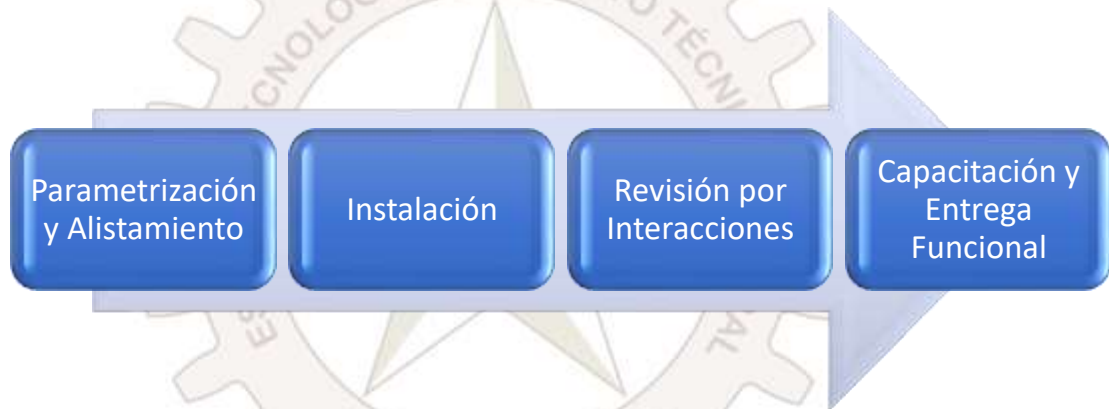 Parametrización
y Alistamiento
Instalación
Revisión por
Interacciones
Capacitación y
Entrega
Funcional